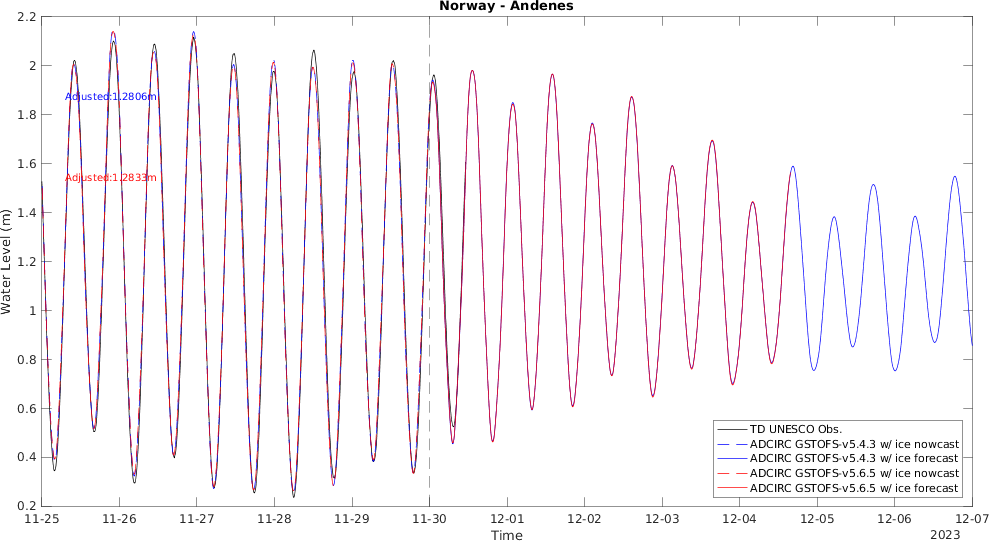 Norway - Andenes
2.2
2
1.8
1.6
1.4
1.2
1
0.8
0.6
0.4
0.2
Water Level (m)
Adjusted:1.2806m
Adjusted:1.2833m
TD UNESCO Obs.
ADCIRC GSTOFS-v5.4.3 w/ ice nowcast
ADCIRC GSTOFS-v5.4.3 w/ ice forecast
ADCIRC GSTOFS-v5.6.5 w/ ice nowcast
ADCIRC GSTOFS-v5.6.5 w/ ice forecast
11-25 11-26 11-27 11-28 11-29 11-30 12-01 12-02 12-03 12-04 12-05 12-06 12-07
Time
2023